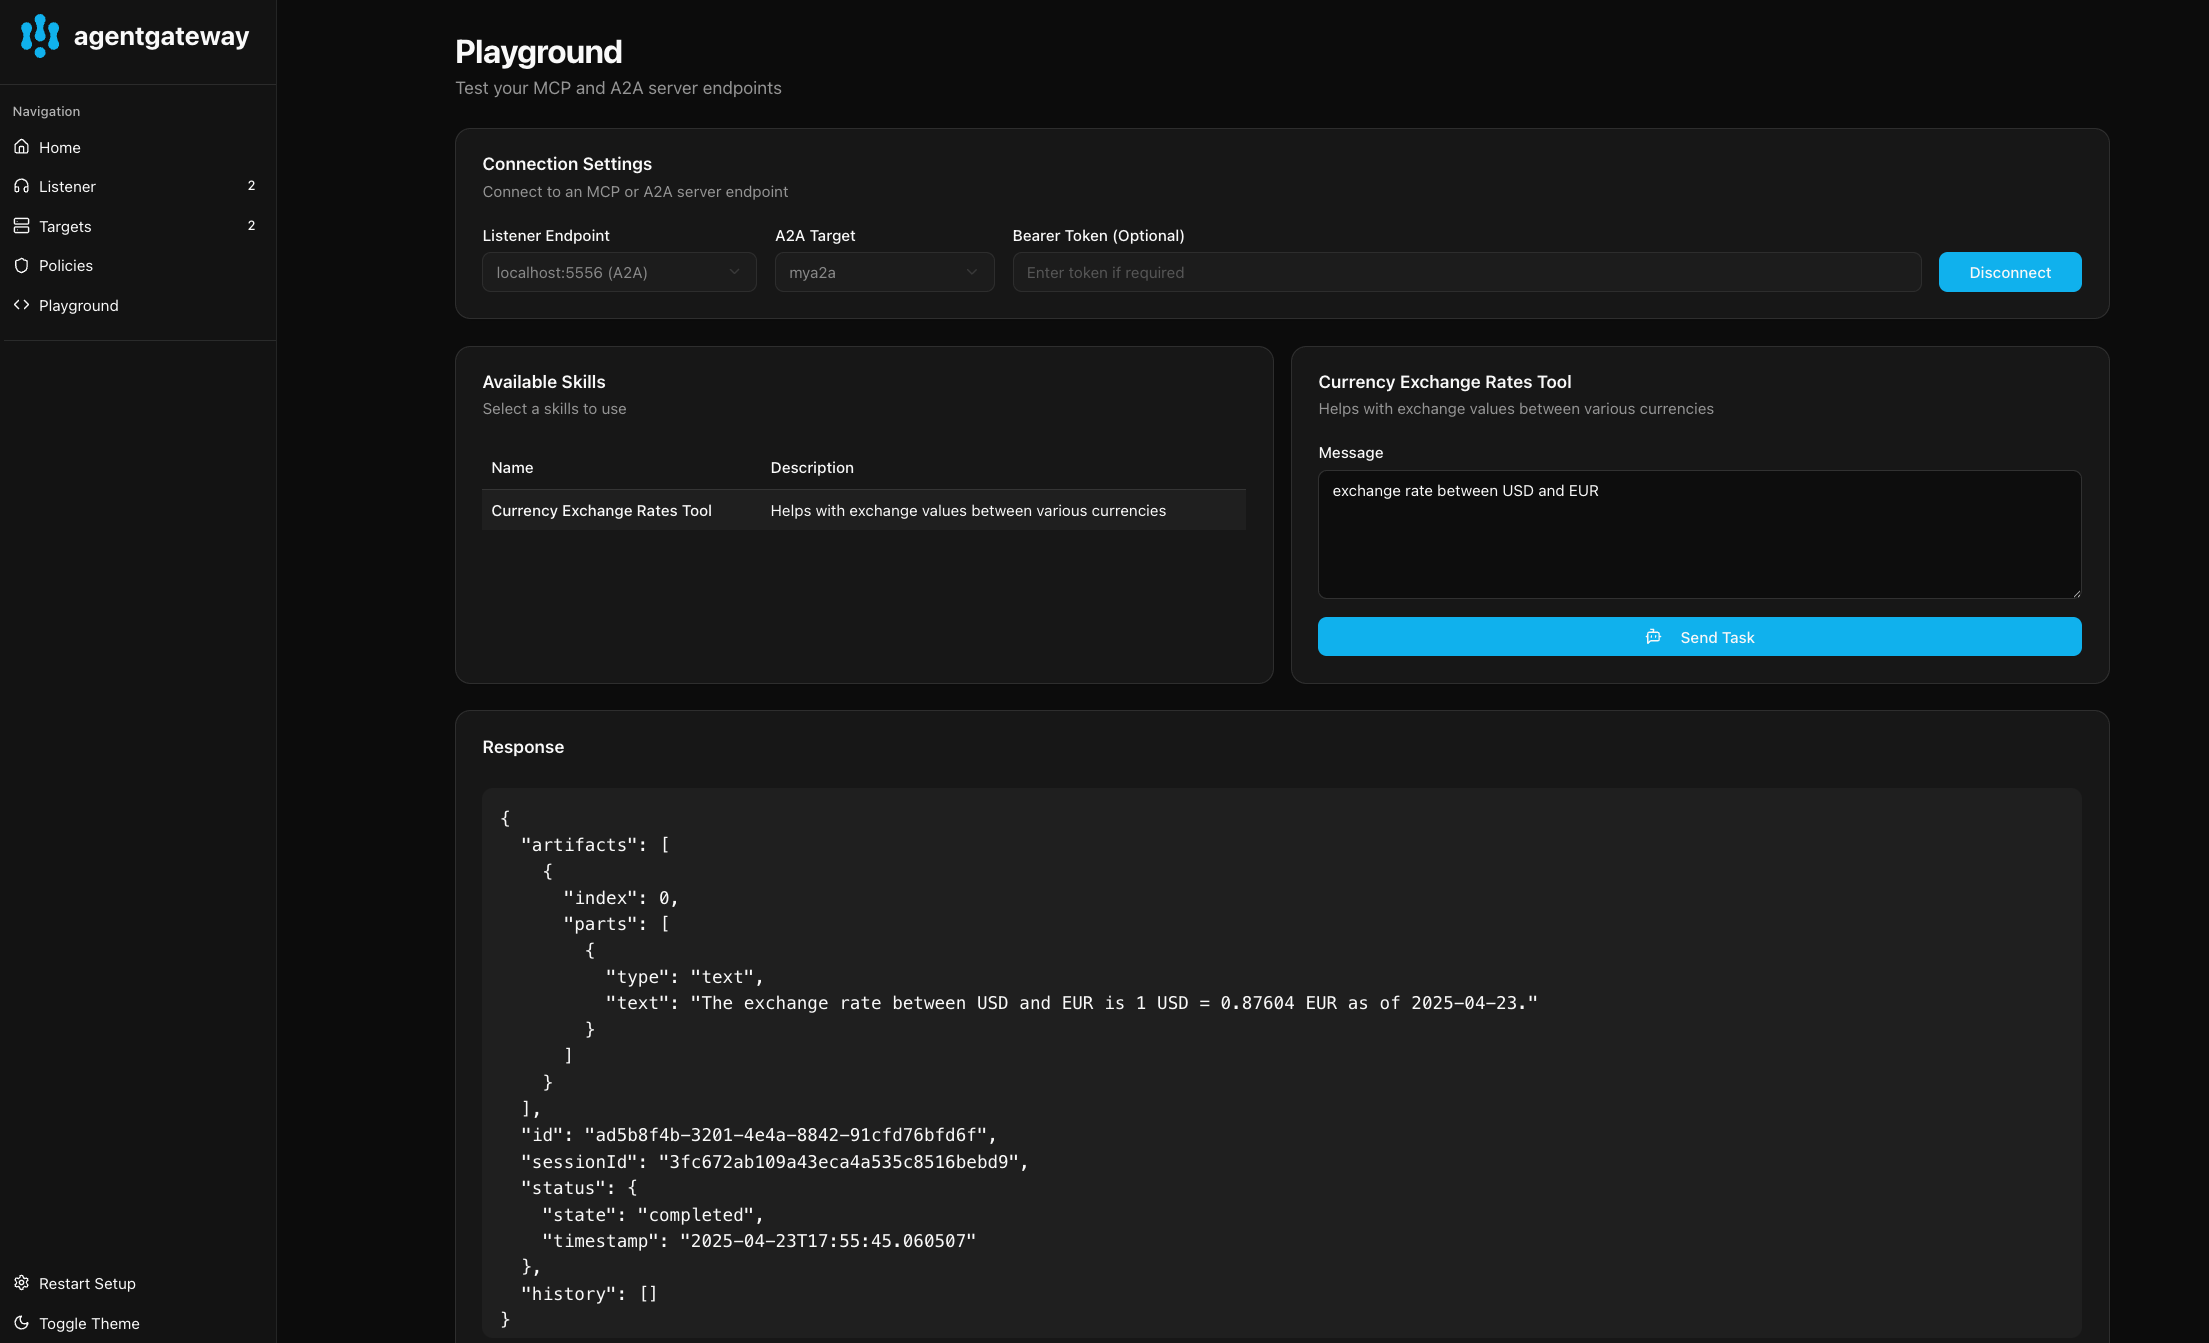 agentgateway
Navigation
Home
Listener 2
Targets 2
Policies
Playground
Restart Setup
Toggle Theme
Playground
Test your MCP and A2A server endpoints
Connection Settings
Connect to an MCP or A2A server endpoint
Listener Endpoint
localhost:5556 (A2A)
A2A Target
mya2a
Bearer Token (Optional)
Enter token if required
Disconnect
Available Skills
Select a skills to use
Name Description
Currency Exchange Rates Tool Helps with exchange values between various currencies
Currency Exchange Rates Tool
Helps with exchange values between various currencies
Message
exchange rate between USD and EUR
Send Task
Response
{
  "artifacts": [
    {
      "index": 0,
      "parts": [
        {
          "type": "text",
          "text": "The exchange rate between USD and EUR is 1 USD = 0.87604 EUR as of 2025-04-23."
        }
      ]
    }
  ],
  "id": "ad5b8f4b-3201-4e4a-8842-91cfd76bfd6f",
  "sessionId": "3fc672ab109a43eca4a535c8516bebd9",
  "status": {
    "state": "completed",
    "timestamp": "2025-04-23T17:55:45.060507"
  },
  "history": []
}